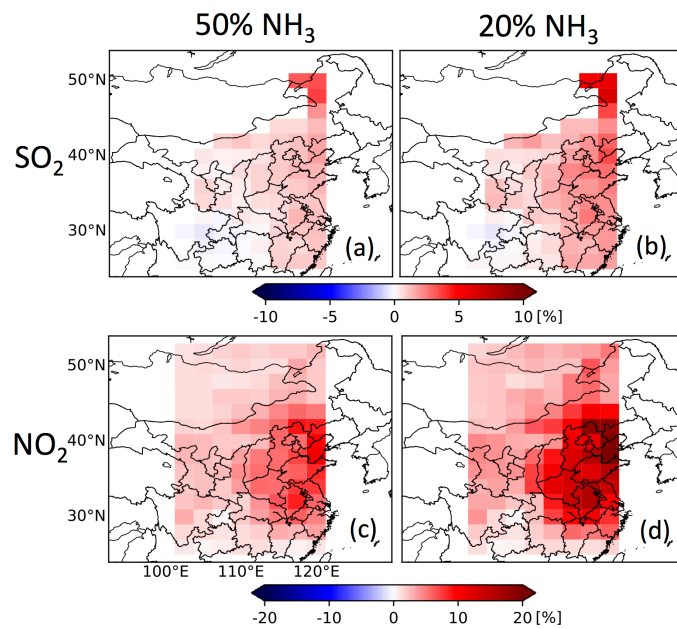 50% NH₃ 20% NH₃
50°N
SO₂
40°N
30°N
(a) (b)
-10 -5 0 5 10 [%]
50°N
NO₂
40°N
30°N
(c) (d)
100°E 110°E 120°E
-20 -10 0 10 20 [%]